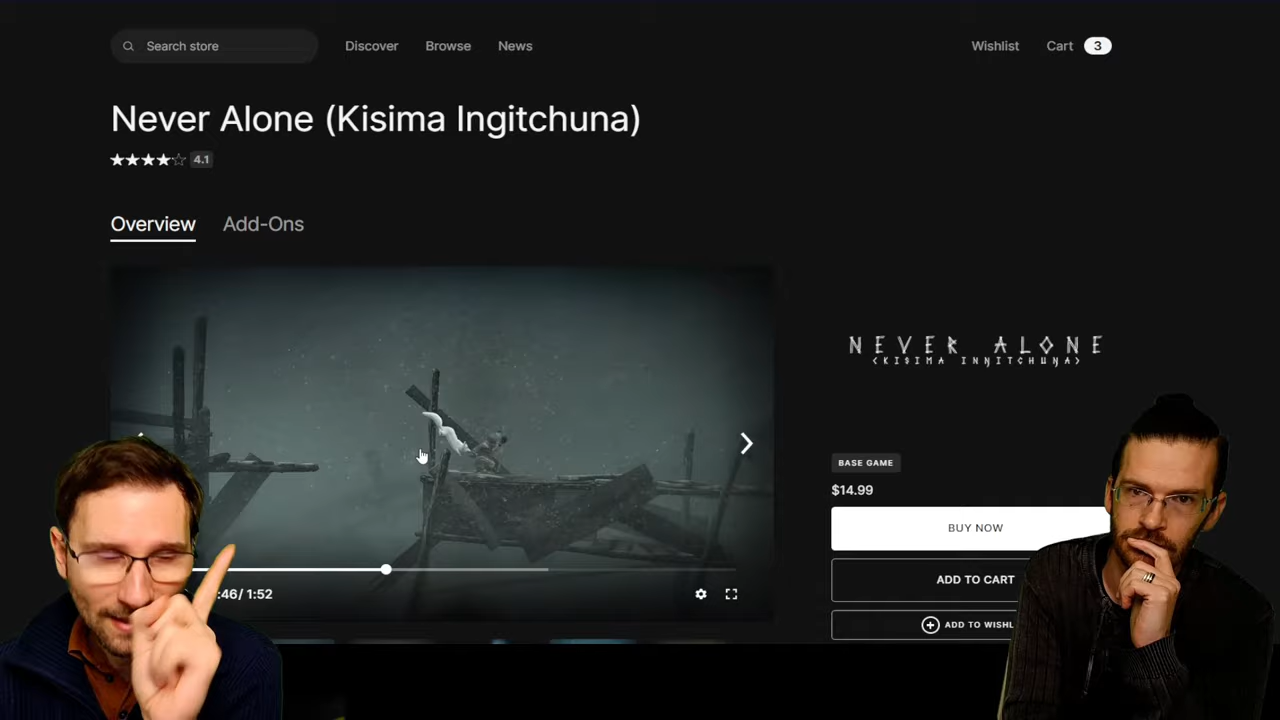 Search store
Discover
Browse
News
Wishlist
Cart
3
Never Alone (Kisima Ingitchuna)
4.1
Overview
Add-Ons
NEVER ALONE
<KISIMA INŊITCHUŊA>
BASE GAME
$14.99
BUY NOW
ADD TO CART
ADD TO WISHL
:46/ 1:52